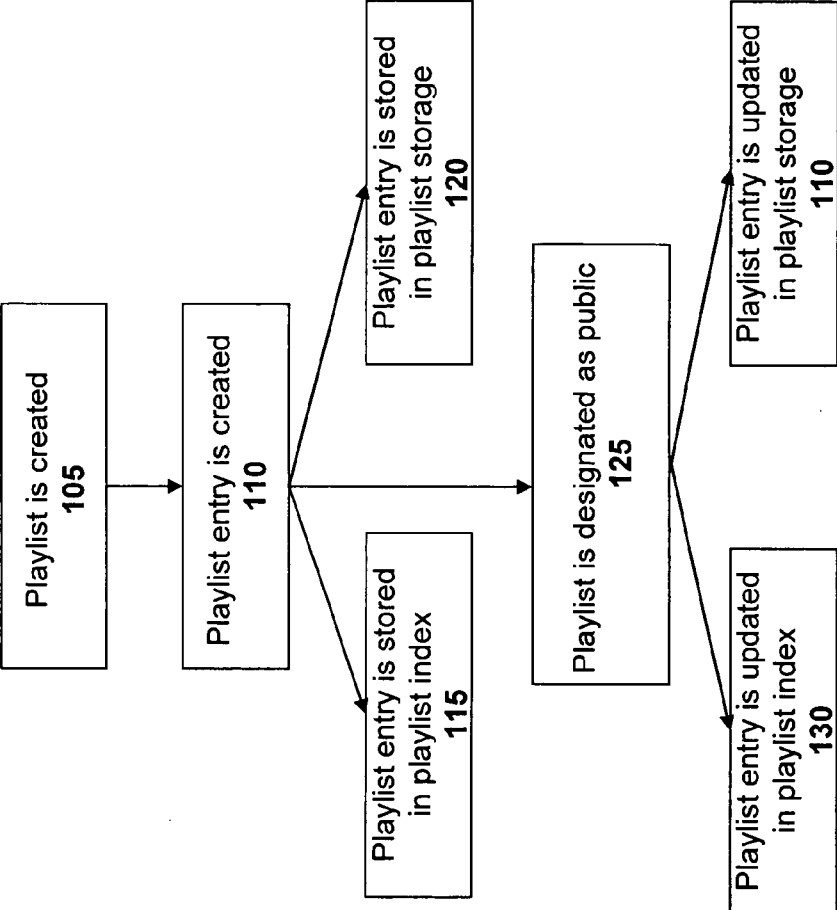 Playlist is created
105
Playlist entry is created
110
Playlist entry is stored
in playlist index
115
Playlist entry is stored
in playlist storage
120
Playlist is designated as public
125
Playlist entry is updated
in playlist index
130
Playlist entry is updated
in playlist storage
110